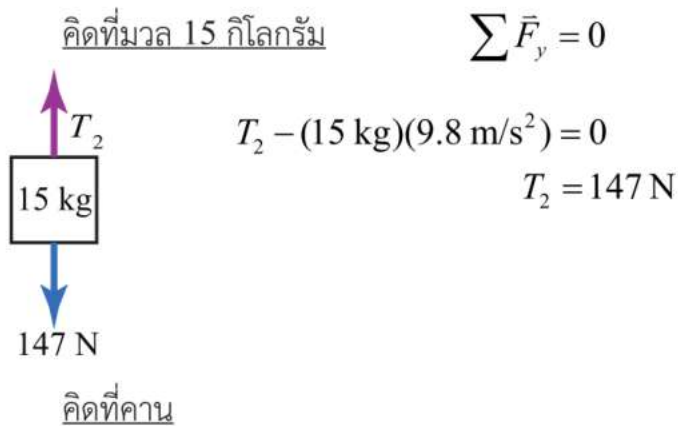 คิดที่มวล 15 กิโลกรัม
∑F⃗_y = 0
T₂
T₂ − (15 kg)(9.8 m/s²) = 0
15 kg
T₂ = 147 N
147 N
คิดที่คาน